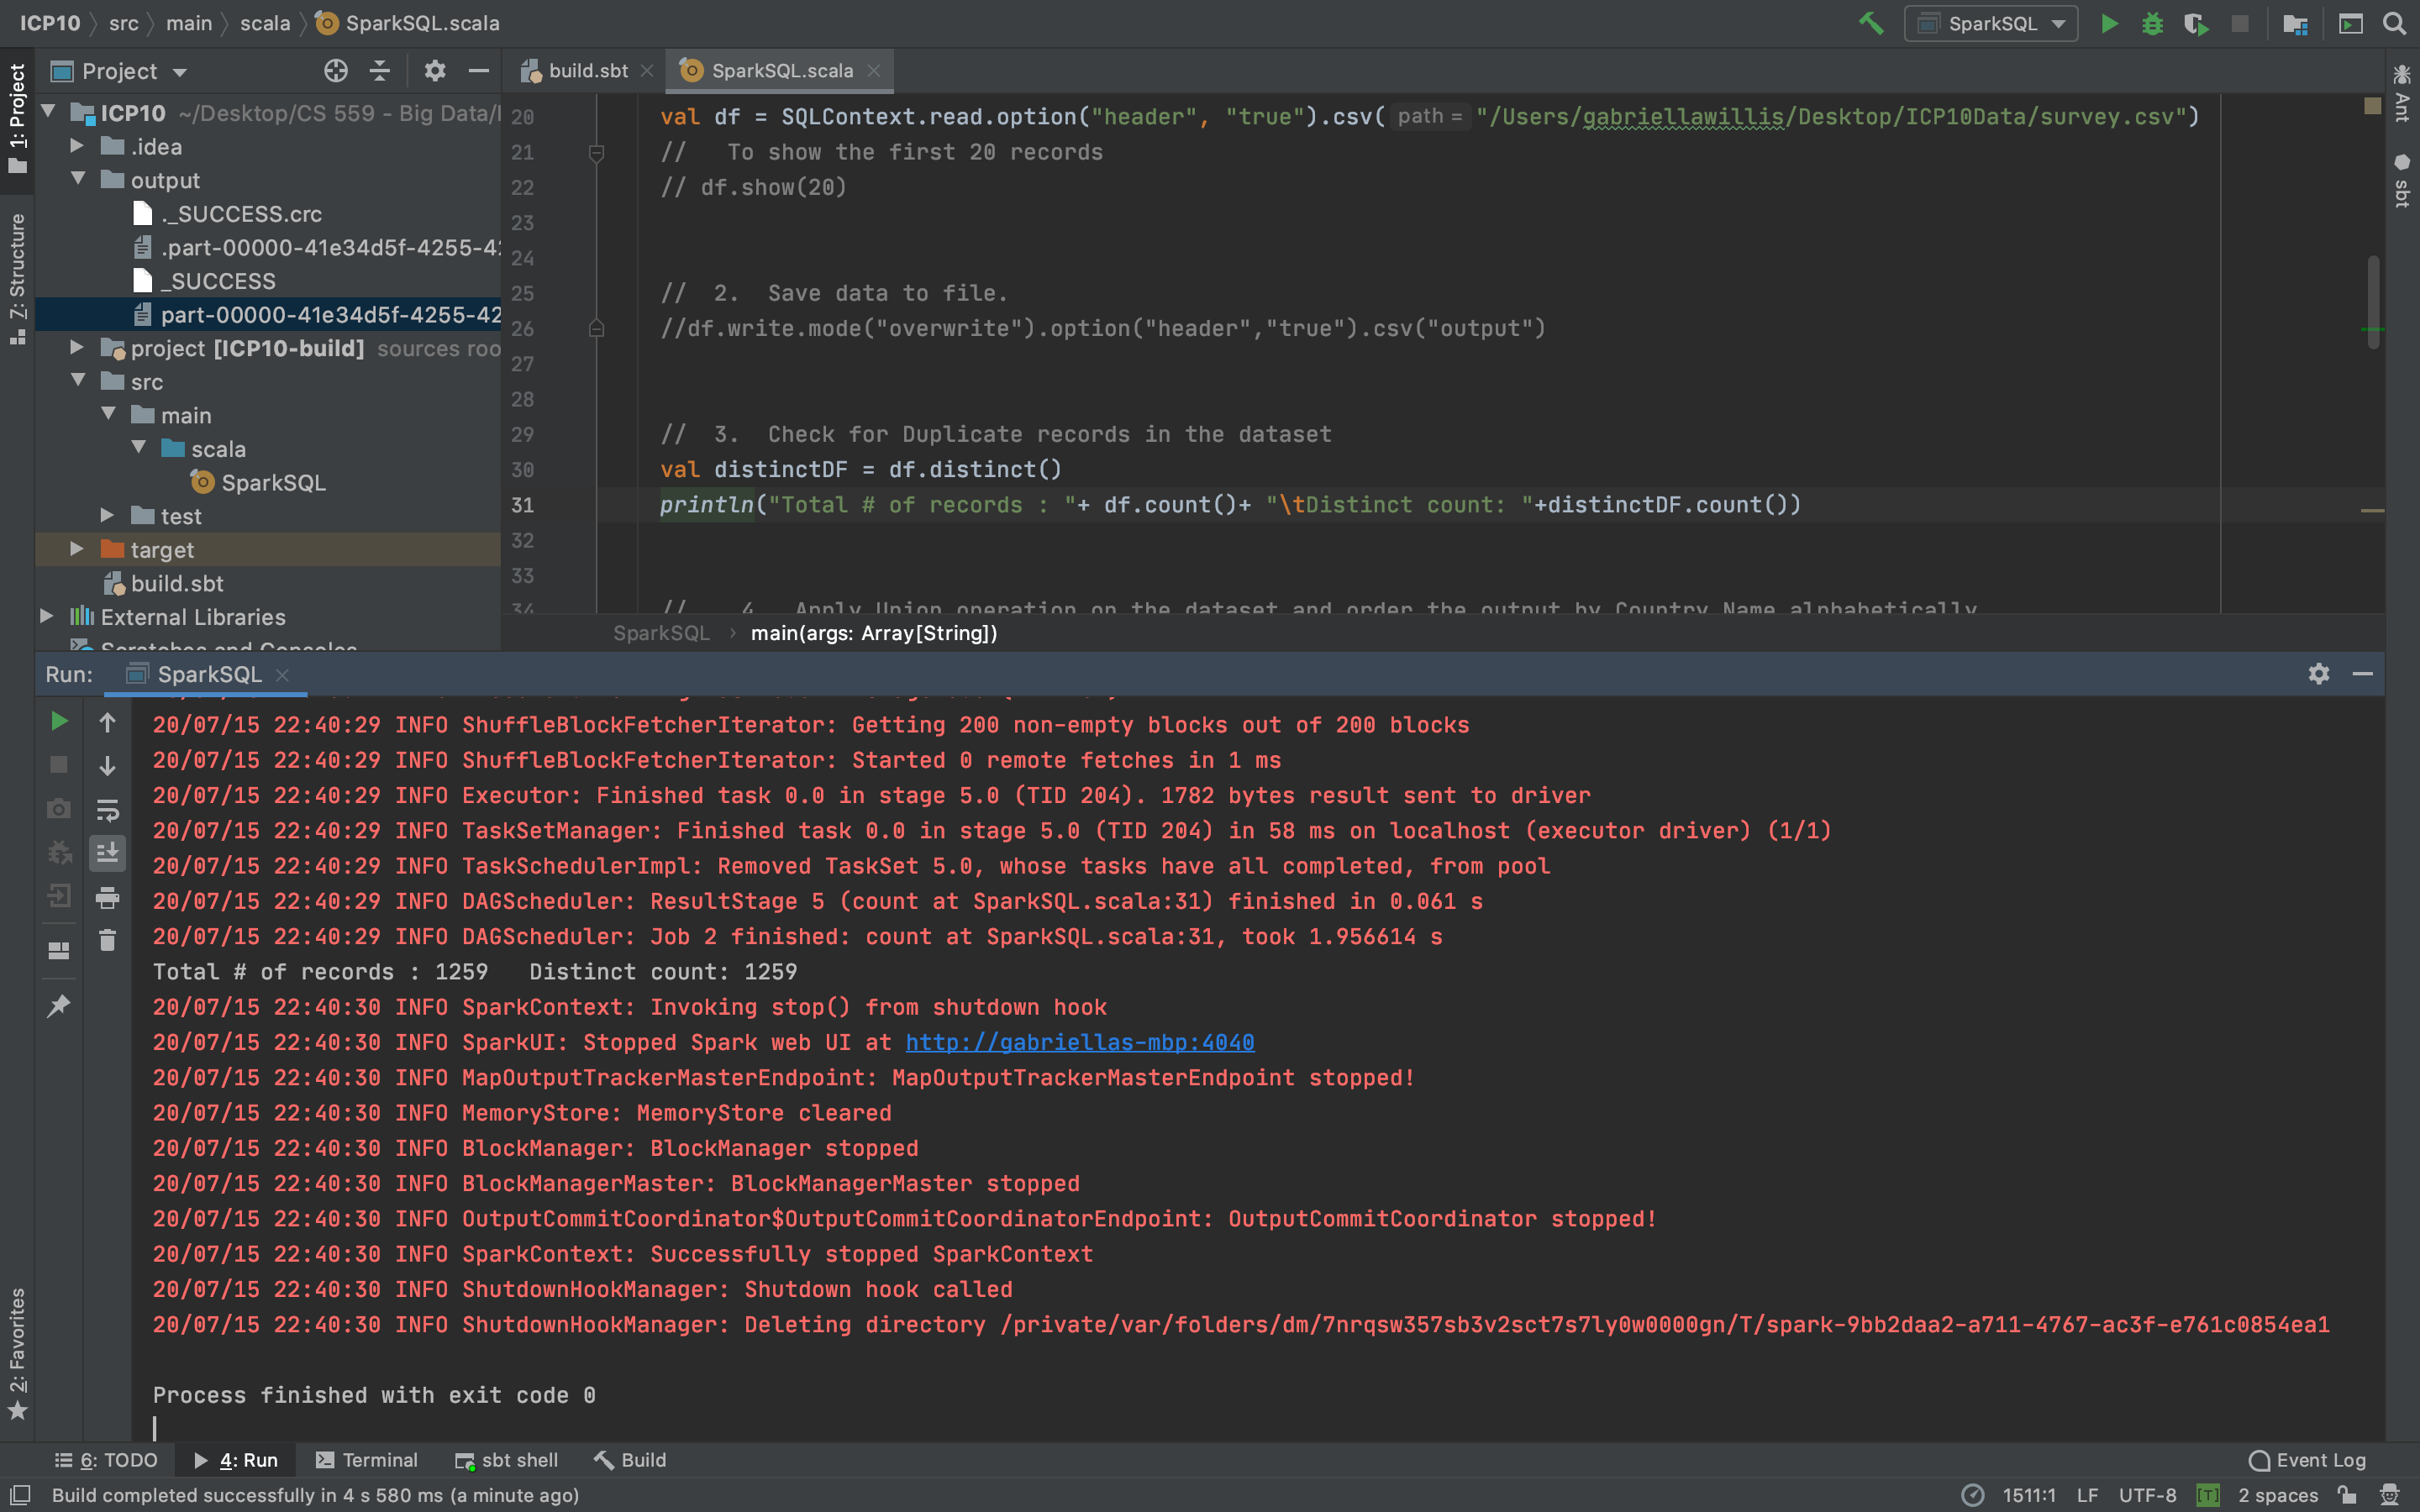 ICP10 src main scala SparkSQL.scala
SparkSQL
1: Project
Z: Structure
2: Favorites
Project
build.sbt
SparkSQL.scala
ICP10 ~/Desktop/CS 559 - Big Data/
.idea
output
._SUCCESS.crc
.part-00000-41e34d5f-4255-42
_SUCCESS
part-00000-41e34d5f-4255-42
project [ICP10-build] sources roo
src
main
scala
SparkSQL
test
target
build.sbt
External Libraries
Scratches and Consoles
20 val df = SQLContext.read.option("header", "true").csv( path = "/Users/gabriellawillis/Desktop/ICP10Data/survey.csv")
21 //   To show the first 20 records
22 // df.show(20)
23
24
25 //  2.  Save data to file.
26 //df.write.mode("overwrite").option("header","true").csv("output")
27
28
29 //  3.  Check for Duplicate records in the dataset
30 val distinctDF = df.distinct()
31 println("Total # of records : "+ df.count()+ "\tDistinct count: "+distinctDF.count())
32
33
34 //    4.  Apply Union operation on the dataset and order the output by Country Name alphabetically
SparkSQL › main(args: Array[String])
Ant
sbt
Run: SparkSQL
20/07/15 22:40:29 INFO ShuffleBlockFetcherIterator: Getting 200 non-empty blocks out of 200 blocks
20/07/15 22:40:29 INFO ShuffleBlockFetcherIterator: Started 0 remote fetches in 1 ms
20/07/15 22:40:29 INFO Executor: Finished task 0.0 in stage 5.0 (TID 204). 1782 bytes result sent to driver
20/07/15 22:40:29 INFO TaskSetManager: Finished task 0.0 in stage 5.0 (TID 204) in 58 ms on localhost (executor driver) (1/1)
20/07/15 22:40:29 INFO TaskSchedulerImpl: Removed TaskSet 5.0, whose tasks have all completed, from pool
20/07/15 22:40:29 INFO DAGScheduler: ResultStage 5 (count at SparkSQL.scala:31) finished in 0.061 s
20/07/15 22:40:29 INFO DAGScheduler: Job 2 finished: count at SparkSQL.scala:31, took 1.956614 s
Total # of records : 1259   Distinct count: 1259
20/07/15 22:40:30 INFO SparkContext: Invoking stop() from shutdown hook
20/07/15 22:40:30 INFO SparkUI: Stopped Spark web UI at http://gabriellas-mbp:4040
20/07/15 22:40:30 INFO MapOutputTrackerMasterEndpoint: MapOutputTrackerMasterEndpoint stopped!
20/07/15 22:40:30 INFO MemoryStore: MemoryStore cleared
20/07/15 22:40:30 INFO BlockManager: BlockManager stopped
20/07/15 22:40:30 INFO BlockManagerMaster: BlockManagerMaster stopped
20/07/15 22:40:30 INFO OutputCommitCoordinator$OutputCommitCoordinatorEndpoint: OutputCommitCoordinator stopped!
20/07/15 22:40:30 INFO SparkContext: Successfully stopped SparkContext
20/07/15 22:40:30 INFO ShutdownHookManager: Shutdown hook called
20/07/15 22:40:30 INFO ShutdownHookManager: Deleting directory /private/var/folders/dm/7nrqsw357sb3v2sct7s7ly0w0000gn/T/spark-9bb2daa2-a711-4767-ac3f-e761c0854ea1
Process finished with exit code 0
6: TODO 4: Run Terminal sbt shell Build Event Log
Build completed successfully in 4 s 580 ms (a minute ago) 1511:1 LF UTF-8 [T] 2 spaces